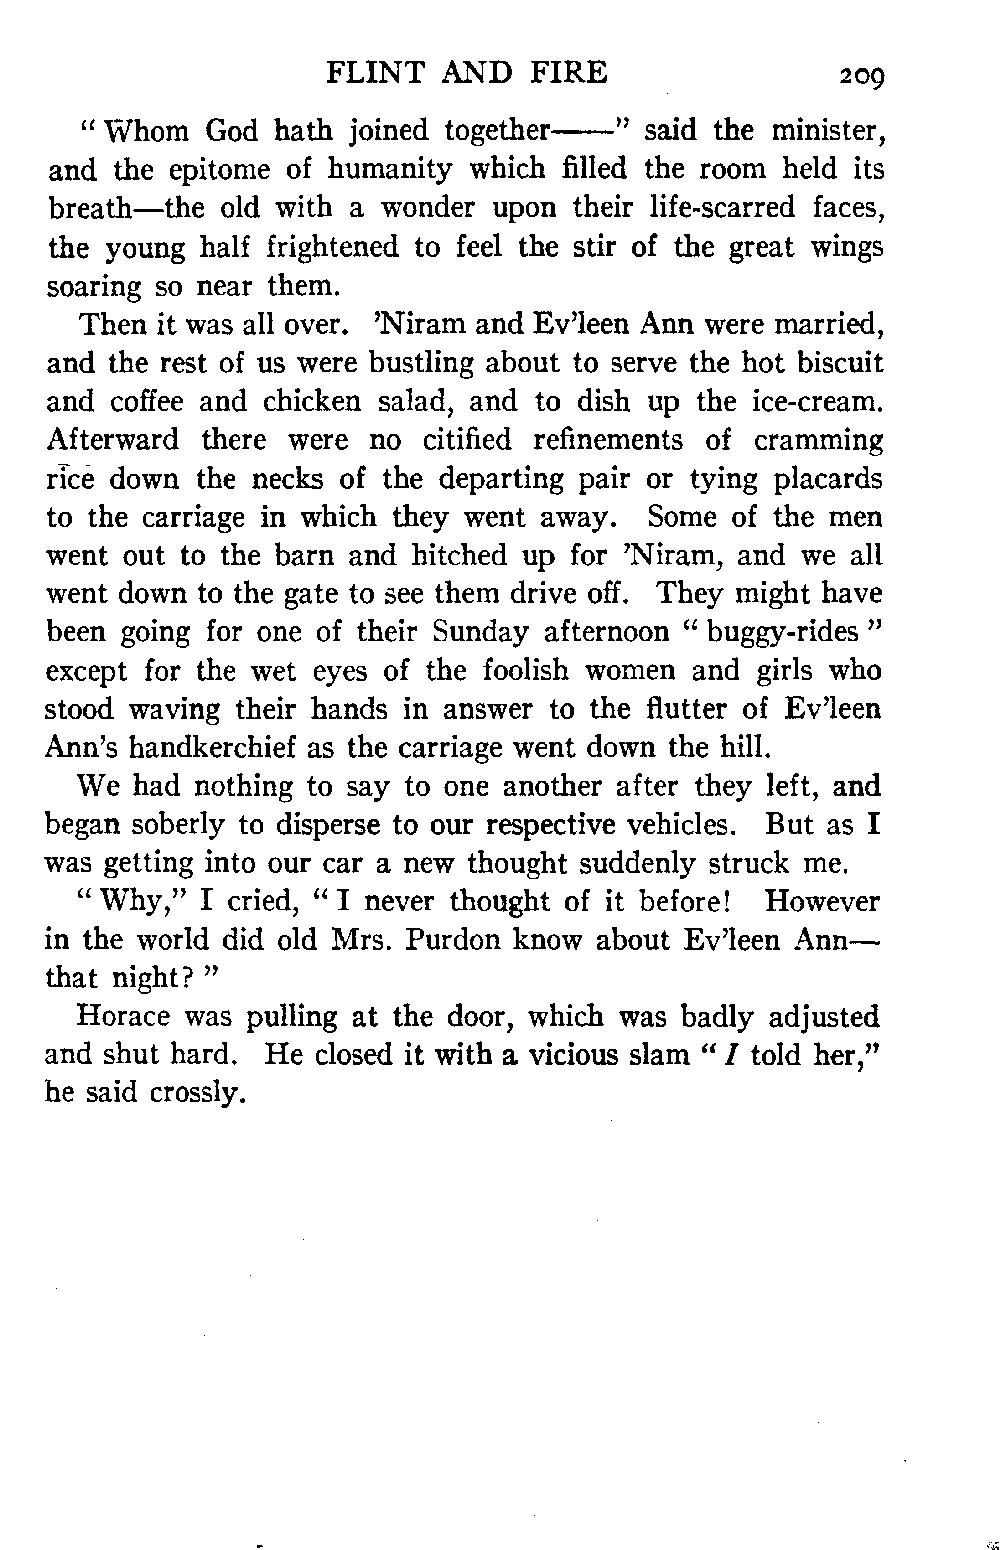 FLINT AND FIRE 209
" Whom God hath joined together——" said the minister,
and the epitome of humanity which filled the room held its
breath—the old with a wonder upon their life-scarred faces,
the young half frightened to feel the stir of the great wings
soaring so near them.
Then it was all over. 'Niram and Ev'leen Ann were married,
and the rest of us were bustling about to serve the hot biscuit
and coffee and chicken salad, and to dish up the ice-cream.
Afterward there were no citified refinements of cramming
rice down the necks of the departing pair or tying placards
to the carriage in which they went away. Some of the men
went out to the barn and hitched up for 'Niram, and we all
went down to the gate to see them drive off. They might have
been going for one of their Sunday afternoon " buggy-rides "
except for the wet eyes of the foolish women and girls who
stood waving their hands in answer to the flutter of Ev'leen
Ann's handkerchief as the carriage went down the hill.
We had nothing to say to one another after they left, and
began soberly to disperse to our respective vehicles. But as I
was getting into our car a new thought suddenly struck me.
" Why," I cried, " I never thought of it before! However
in the world did old Mrs. Purdon know about Ev'leen Ann—
that night? "
Horace was pulling at the door, which was badly adjusted
and shut hard. He closed it with a vicious slam " I told her,"
he said crossly.